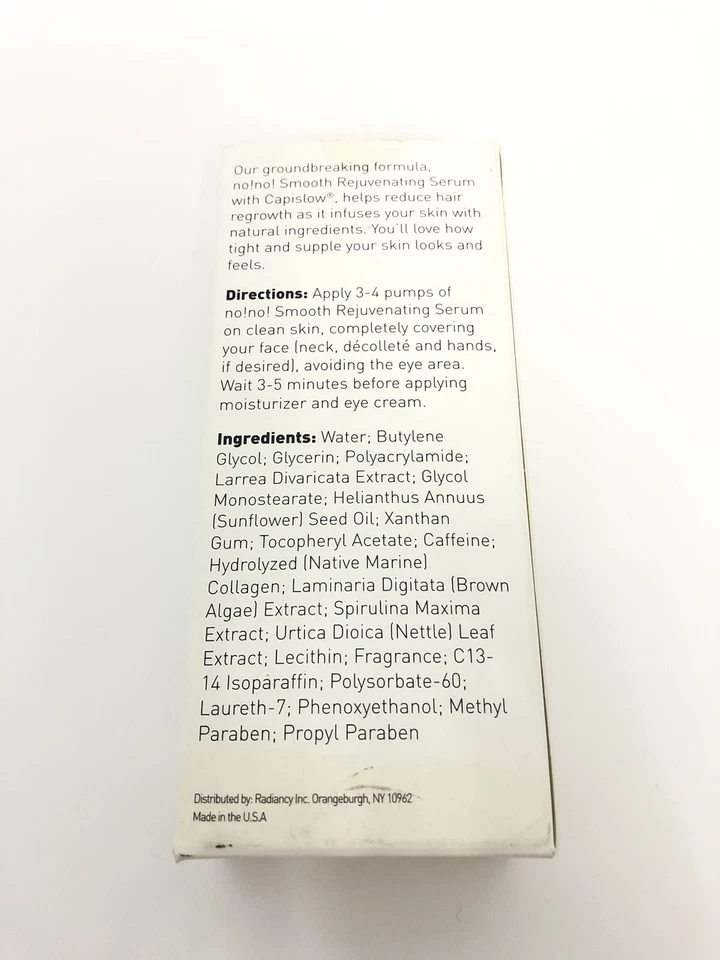 Our groundbreaking formula,
no!no! Smooth Rejuvenating Serum
with Capislow®, helps reduce hair
regrowth as it infuses your skin with
natural ingredients. You'll love how
tight and supple your skin looks and
feels.
Directions: Apply 3-4 pumps of
no!no! Smooth Rejuvenating Serum
on clean skin, completely covering
your face (neck, décolleté and hands,
if desired), avoiding the eye area.
Wait 3-5 minutes before applying
moisturizer and eye cream.
Ingredients: Water; Butylene
Glycol; Glycerin; Polyacrylamide;
Larrea Divaricata Extract; Glycol
Monostearate; Helianthus Annuus
(Sunflower) Seed Oil; Xanthan
Gum; Tocopheryl Acetate; Caffeine;
Hydrolyzed (Native Marine)
Collagen; Laminaria Digitata (Brown
Algae) Extract; Spirulina Maxima
Extract; Urtica Dioica (Nettle) Leaf
Extract; Lecithin; Fragrance; C13-
14 Isoparaffin; Polysorbate-60;
Laureth-7; Phenoxyethanol; Methyl
Paraben; Propyl Paraben
Distributed by: Radiancy Inc. Orangeburgh, NY 10962
Made in the U.S.A